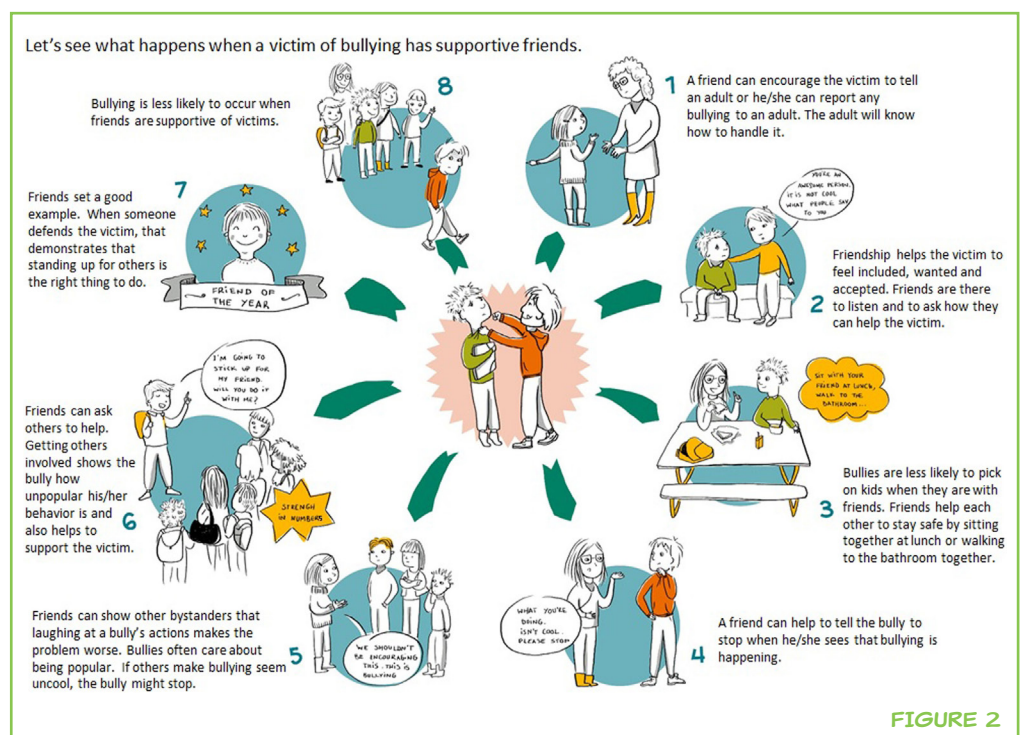 Let's see what happens when a victim of bullying has supportive friends.
1
A friend can encourage the victim to tell
an adult or he/she can report any
bullying to an adult. The adult will know
how to handle it.
YOU'RE AN
AWESOME PERSON.
IT IS NOT COOL
WHAT PEOPLE SAY
TO YOU
2
Friendship helps the victim to
feel included, wanted and
accepted. Friends are there
to listen and to ask how they
can help the victim.
SIT WITH YOUR
FRIEND AT LUNCH,
WALK TO THE
BATHROOM...
3
Bullies are less likely to pick
on kids when they are with
friends. Friends help each
other to stay safe by sitting
together at lunch or walking
to the bathroom together.
WHAT YOU'RE
DOING.
ISN'T COOL.
PLEASE STOP
4
A friend can help to tell the bully to
stop when he/she sees that bullying is
happening.
5
Friends can show other bystanders that
laughing at a bully's actions makes the
problem worse. Bullies often care about
being popular. If others make bullying seem
uncool, the bully might stop.
WE SHOULDN'T
BE ENCOURAGING
THIS. THIS IS
BULLYING
6
Friends can ask
others to help.
Getting others
involved shows the
bully how
unpopular his/her
behavior is and
also helps to
support the victim.
I'M GOING TO
STICK UP FOR
MY FRIEND.
WILL YOU DO IT
WITH ME?
STRENGH
IN NUMBERS
7
Friends set a good
example. When someone
defends the victim, that
demonstrates that
standing up for others is
the right thing to do.
FRIEND OF
THE YEAR
8
Bullying is less likely to occur when
friends are supportive of victims.
FIGURE 2